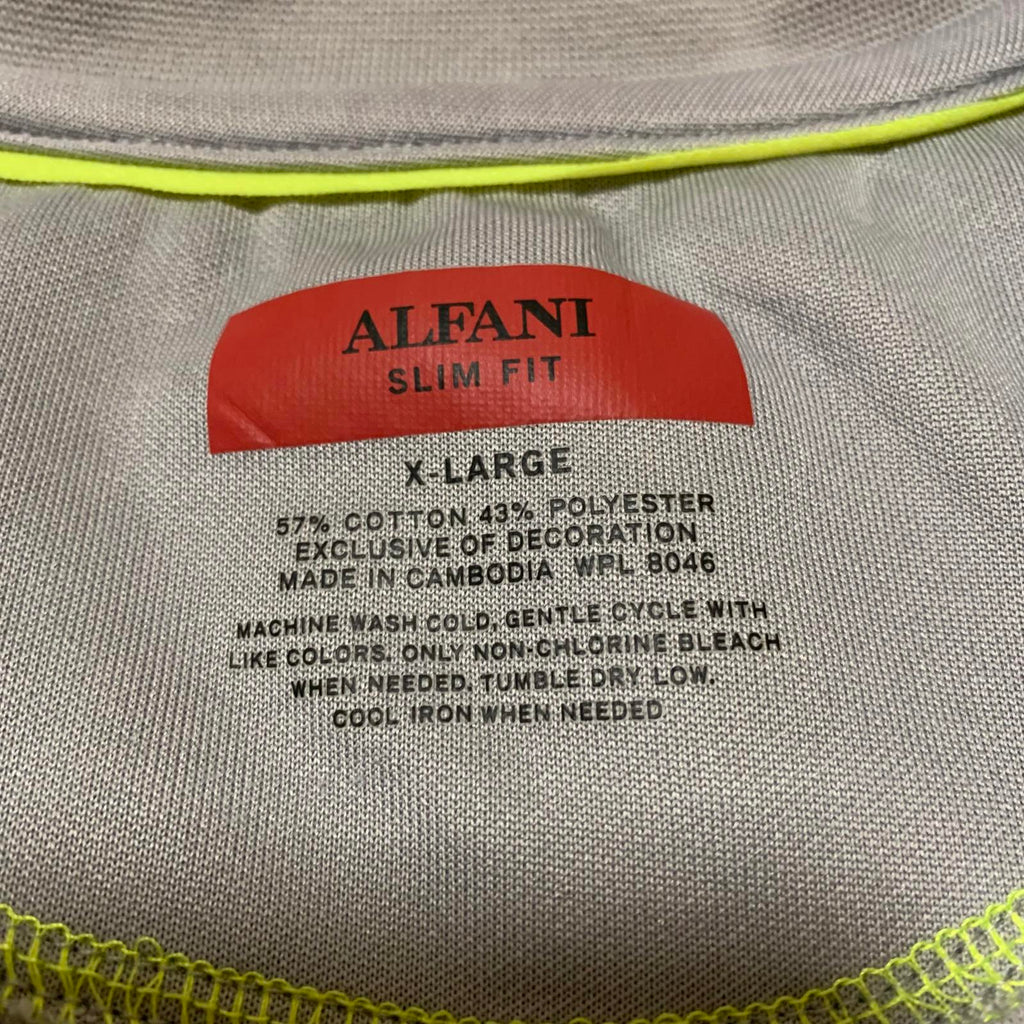 ALFANI
SLIM FIT
X-LARGE
57% COTTON 43% POLYESTER
EXCLUSIVE OF DECORATION
MADE IN CAMBODIA WPL 8046
MACHINE WASH COLD, GENTLE CYCLE WITH
LIKE COLORS. ONLY NON-CHLORINE BLEACH
WHEN NEEDED. TUMBLE DRY LOW.
COOL IRON WHEN NEEDED